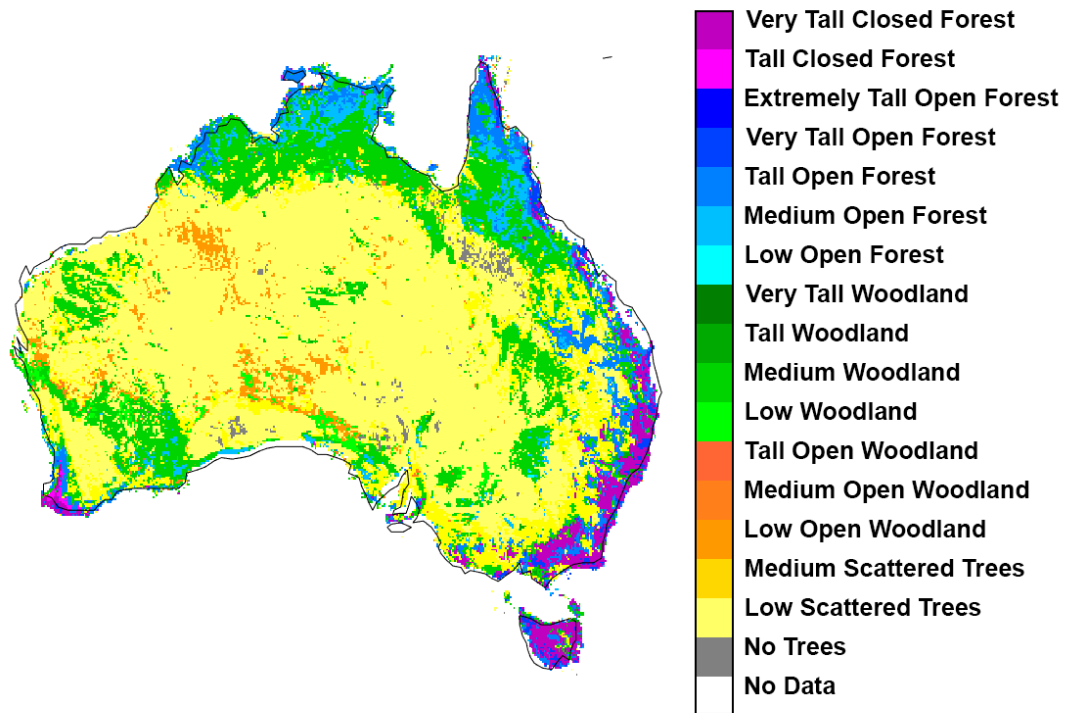 Very Tall Closed Forest
Tall Closed Forest
Extremely Tall Open Forest
Very Tall Open Forest
Tall Open Forest
Medium Open Forest
Low Open Forest
Very Tall Woodland
Tall Woodland
Medium Woodland
Low Woodland
Tall Open Woodland
Medium Open Woodland
Low Open Woodland
Medium Scattered Trees
Low Scattered Trees
No Trees
No Data